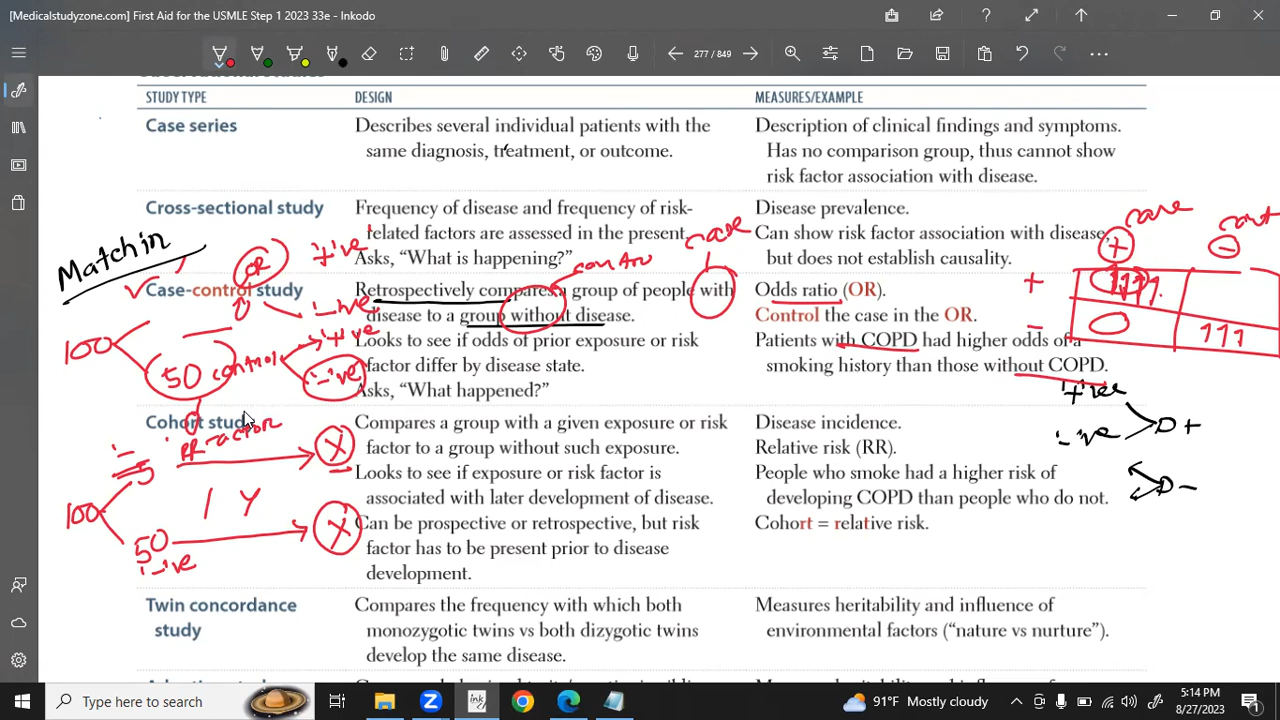 [Medicalstudyzone.com] First Aid for the USMLE Step 1 2023 33e - Inkodo
277 / 849
STUDY TYPE
DESIGN
MEASURES/EXAMPLE
Case series
Describes several individual patients with the
same diagnosis, treatment, or outcome.
Description of clinical findings and symptoms.
Has no comparison group, thus cannot show
risk factor association with disease.
Cross-sectional study
Frequency of disease and frequency of risk-
related factors are assessed in the present.
Asks, “What is happening?”
Disease prevalence.
Can show risk factor association with disease,
but does not establish causality.
Case-control study
Retrospectively compares a group of people with
disease to a group without disease.
Looks to see if odds of prior exposure or risk
factor differ by disease state.
Asks, “What happened?”
Odds ratio (OR).
Control the case in the OR.
Patients with COPD had higher odds of a
smoking history than those without COPD.
Cohort study
Compares a group with a given exposure or risk
factor to a group without such exposure.
Looks to see if exposure or risk factor is
associated with later development of disease.
Can be prospective or retrospective, but risk
factor has to be present prior to disease
development.
Disease incidence.
Relative risk (RR).
People who smoke had a higher risk of
developing COPD than people who do not.
Cohort = relative risk.
Twin concordance
study
Compares the frequency with which both
monozygotic twins vs both dizygotic twins
develop the same disease.
Measures heritability and influence of
environmental factors (“nature vs nurture”).
Matchin
OR
+ve
-ve
100
50 control
+ve
-ve
factor
X
100
1 Y
50
-ve
X
case
case
+
-
+
-
0
111
+ve
-ve
D +
D -
Type here to search
91°F Mostly cloudy
5:14 PM
8/27/2023